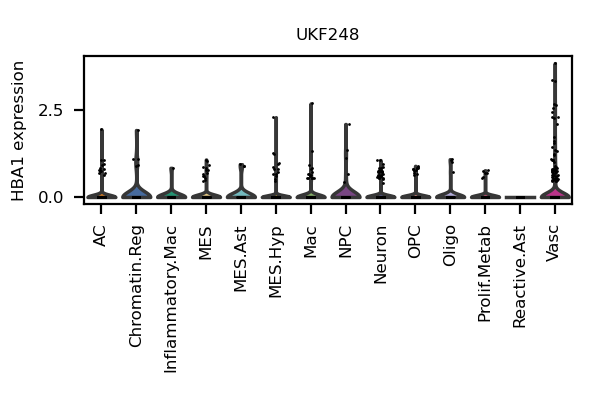 UKF248
HBA1 expression
2.5
0.0
AC
Chromatin.Reg
Inflammatory.Mac
MES
MES.Ast
MES.Hyp
Mac
NPC
Neuron
OPC
Oligo
Prolif.Metab
Reactive.Ast
Vasc